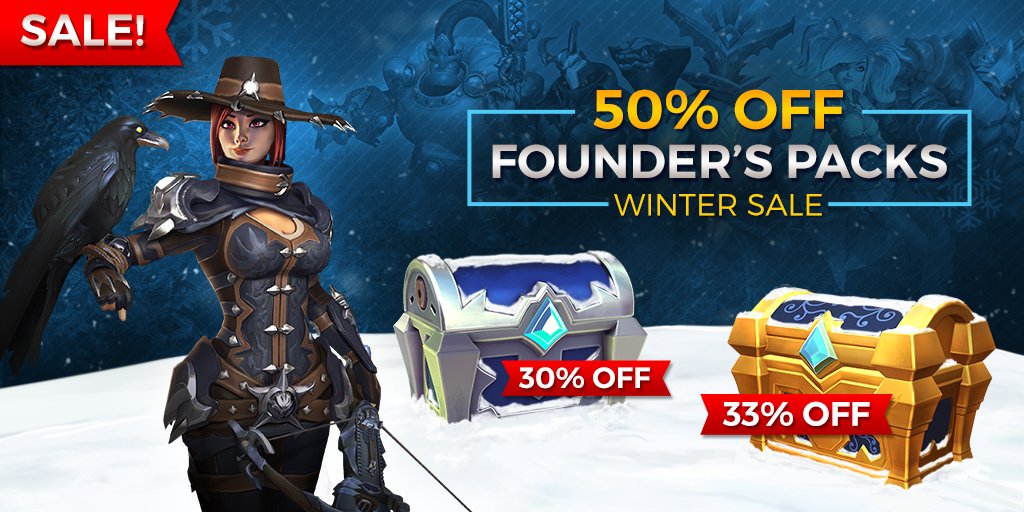 SALE!
50% OFF
FOUNDER'S PACKS
WINTER SALE
30% OFF
33% OFF